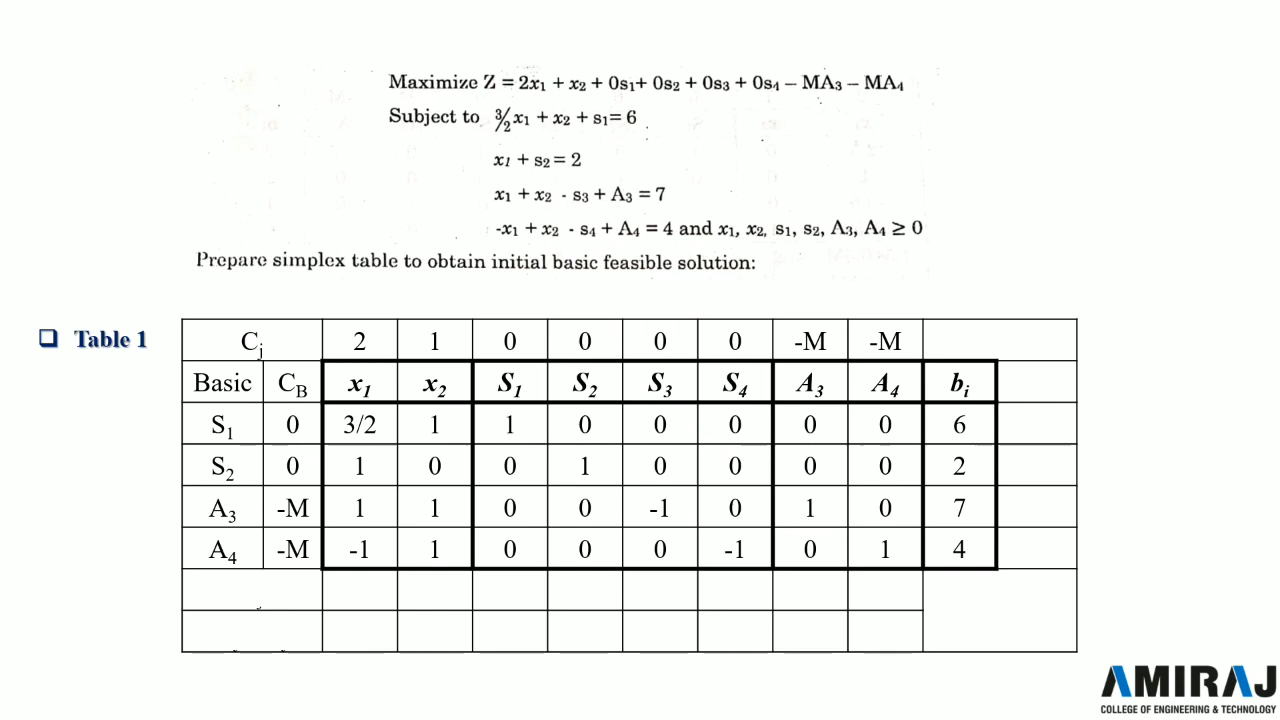 Maximize Z = 2x₁ + x₂ + 0s₁+ 0s₂ + 0s₃ + 0s₄ – MA₃ – MA₄
Subject to ³⁄₂x₁ + x₂ + s₁= 6
x₁ + s₂ = 2
x₁ + x₂ - s₃ + A₃ = 7
-x₁ + x₂ - s₄ + A₄ = 4 and x₁, x₂, s₁, s₂, A₃, A₄ ≥ 0
Prepare simplex table to obtain initial basic feasible solution:
❑ Table 1
Cⱼ 2 1 0 0 0 0 -M -M
Basic C_B x₁ x₂ S₁ S₂ S₃ S₄ A₃ A₄ bᵢ
S₁ 0 3/2 1 1 0 0 0 0 0 6
S₂ 0 1 0 0 1 0 0 0 0 2
A₃ -M 1 1 0 0 -1 0 1 0 7
A₄ -M -1 1 0 0 0 -1 0 1 4
AMIRAJ
COLLEGE OF ENGINEERING & TECHNOLOGY